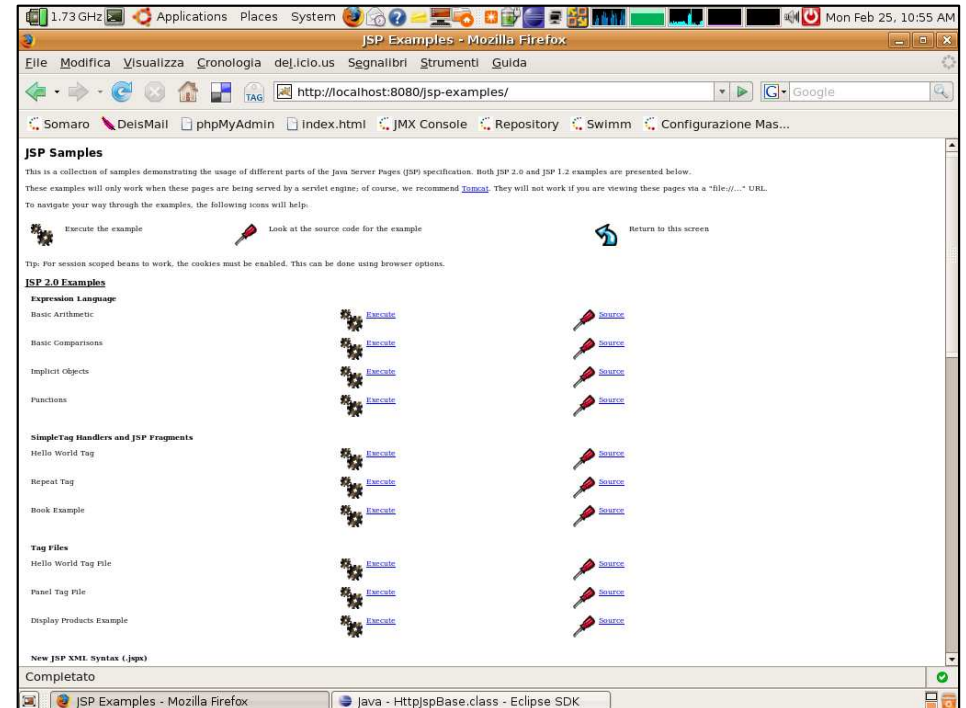 1.73 GHz Applications Places System Mon Feb 25, 10:55 AM
JSP Examples - Mozilla Firefox
File Modifica Visualizza Cronologia del.icio.us Segnalibri Strumenti Guida
TAG http://localhost:8080/jsp-examples/ G Google
Somaro DeisMail phpMyAdmin index.html JMX Console Repository Swimm Configurazione Mas...
JSP Samples
This is a collection of samples demonstrating the usage of different parts of the Java Server Pages (JSP) specification. Both JSP 2.0 and JSP 1.2 examples are presented below.
These examples will only work when these pages are being served by a servlet engine; of course, we recommend Tomcat. They will not work if you are viewing these pages via a "file://..." URL.
To navigate your way through the examples, the following icons will help:
Execute the example Look at the source code for the example Return to this screen
Tip: For session scoped beans to work, the cookies must be enabled. This can be done using browser options.
JSP 2.0 Examples
Expression Language
Basic Arithmetic Execute Source
Basic Comparisons Execute Source
Implicit Objects Execute Source
Functions Execute Source
SimpleTag Handlers and JSP Fragments
Hello World Tag Execute Source
Repeat Tag Execute Source
Book Example Execute Source
Tag Files
Hello World Tag File Execute Source
Panel Tag File Execute Source
Display Products Example Execute Source
New JSP XML Syntax (.jspx)
Completato
JSP Examples - Mozilla Firefox Java - HttpJspBase.class - Eclipse SDK